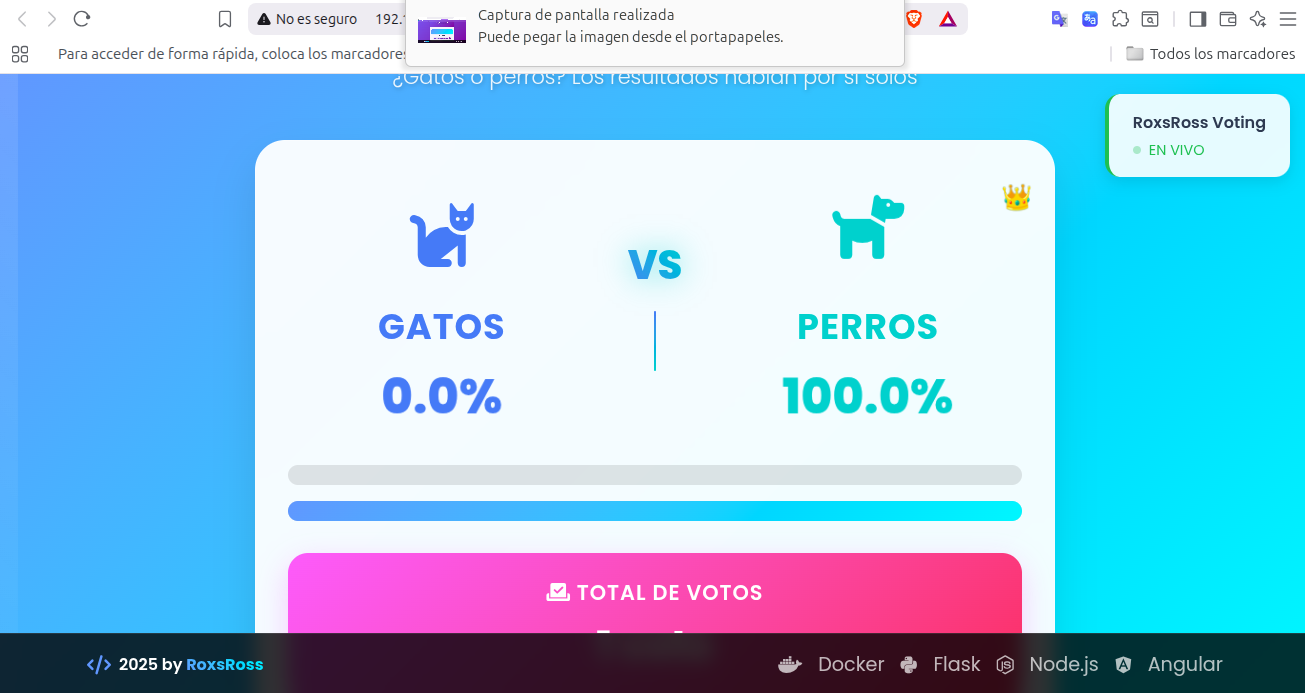 No es seguro
192.1
Captura de pantalla realizada
Puede pegar la imagen desde el portapapeles.
Para acceder de forma rápida, coloca los marcadores
Todos los marcadores
¿Gatos o perros? Los resultados hablan por sí solos
RoxsRoss Voting
EN VIVO
GATOS
VS
PERROS
0.0%
100.0%
TOTAL DE VOTOS
</> 2025 by RoxsRoss
Docker
Flask
Node.js
Angular